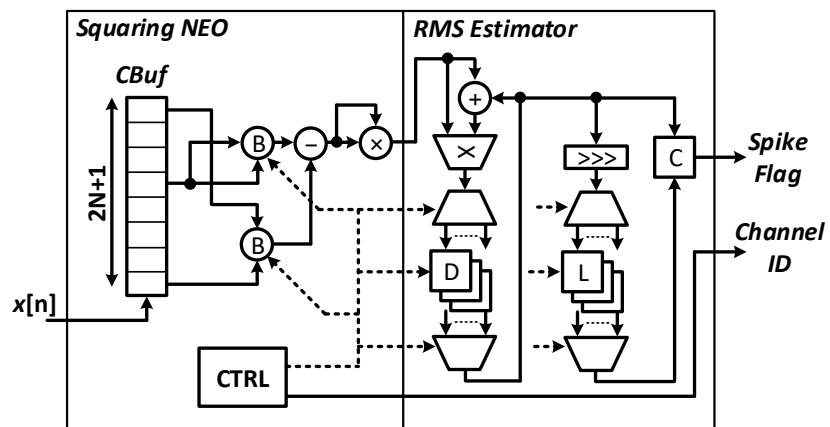 Squaring NEO
RMS Estimator
CBuf
2N+1
B
−
×
+
>>>
C
Spike
Flag
B
Channel
ID
D
L
x[n]
CTRL